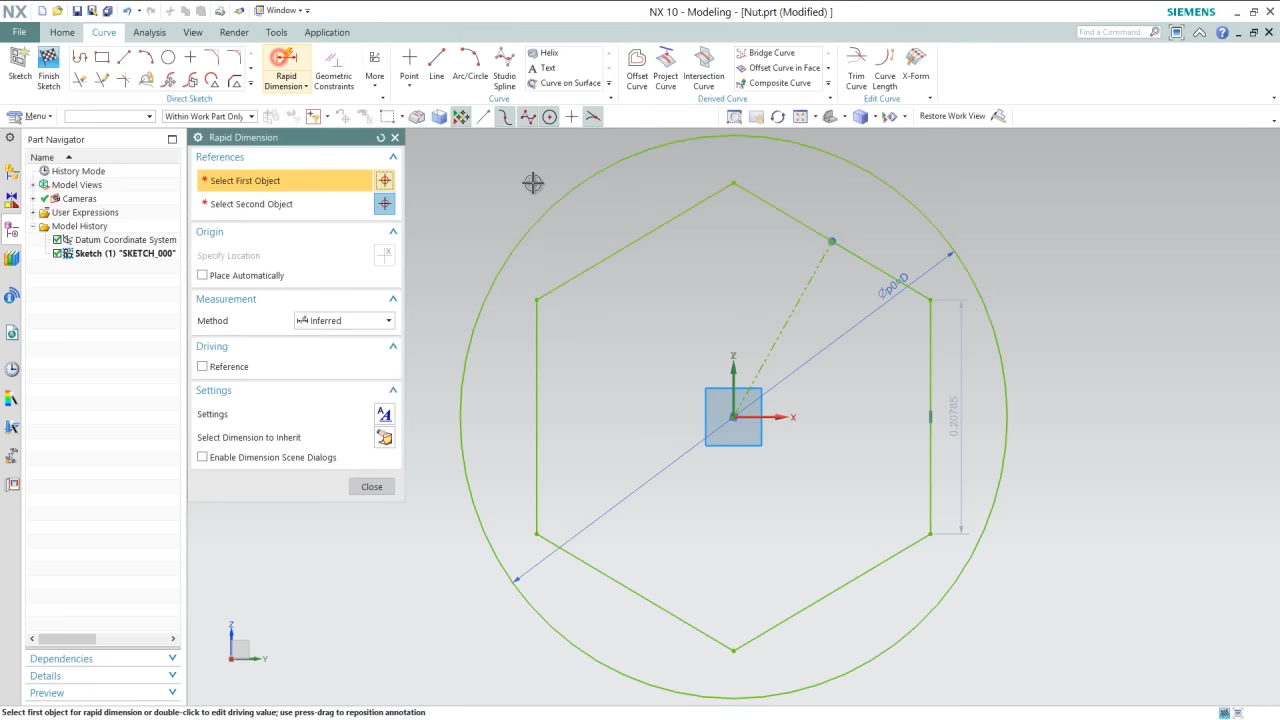 NX
Window
NX 10 - Modeling - [Nut.prt (Modified) ]
SIEMENS
File
Home
Curve
Analysis
View
Render
Tools
Application
Find a Command
Sketch
Finish Sketch
Direct Sketch
Rapid Dimension
Geometric Constraints
More
Point
Line
Arc/Circle
Studio Spline
Helix
Text
Curve on Surface
Curve
Offset Curve
Project Curve
Intersection Curve
Bridge Curve
Offset Curve in Face
Composite Curve
Derived Curve
Trim Curve
Curve Length
X-Form
Edit Curve
Menu
Within Work Part Only
Restore Work View
Part Navigator
Name
History Mode
Model Views
Cameras
User Expressions
Model History
Datum Coordinate System
Sketch (1) "SKETCH_000"
Dependencies
Details
Preview
Rapid Dimension
References
* Select First Object
* Select Second Object
Origin
Specify Location
Place Automatically
Measurement
Method
Inferred
Driving
Reference
Settings
Settings
Select Dimension to Inherit
Enable Dimension Scene Dialogs
Close
Øp0=D
0.20785
Z
X
Z
Y
Select first object for rapid dimension or double-click to edit driving value; use press-drag to reposition annotation